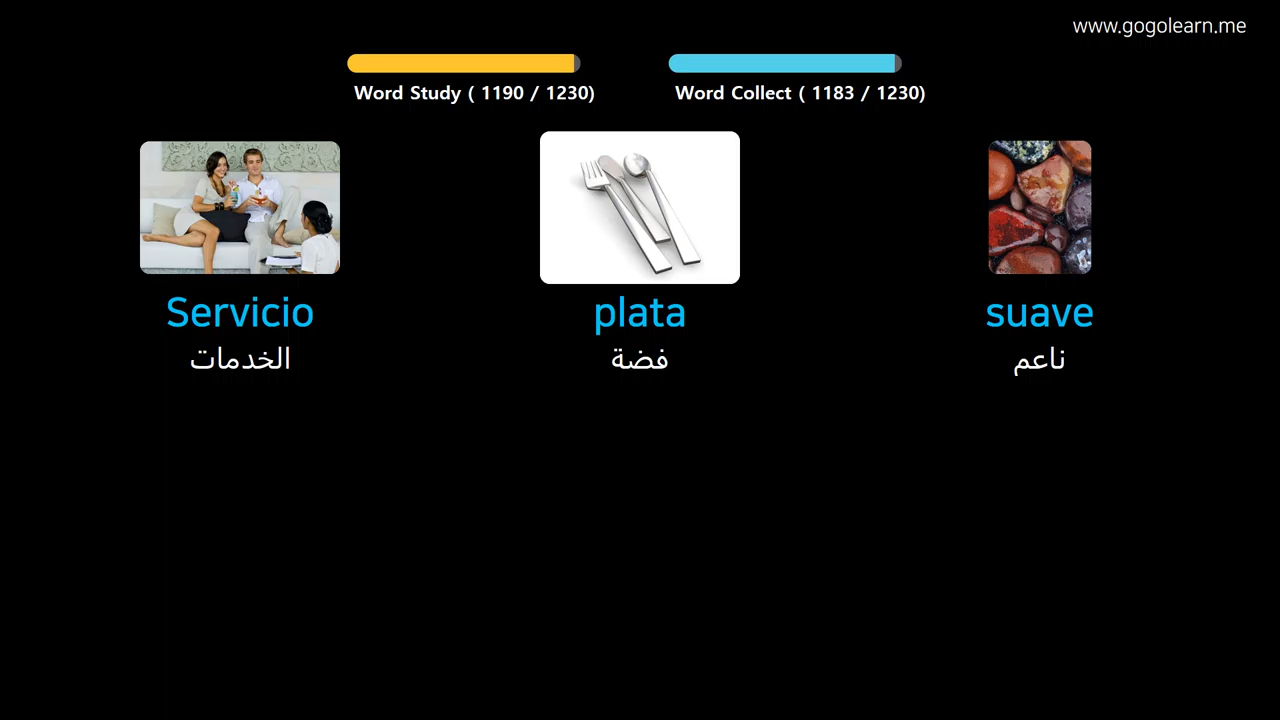 www.gogolearn.me
Word Study ( 1190 / 1230)
Word Collect ( 1183 / 1230)
Servicio
الخدمات
plata
فضة
suave
ناعم